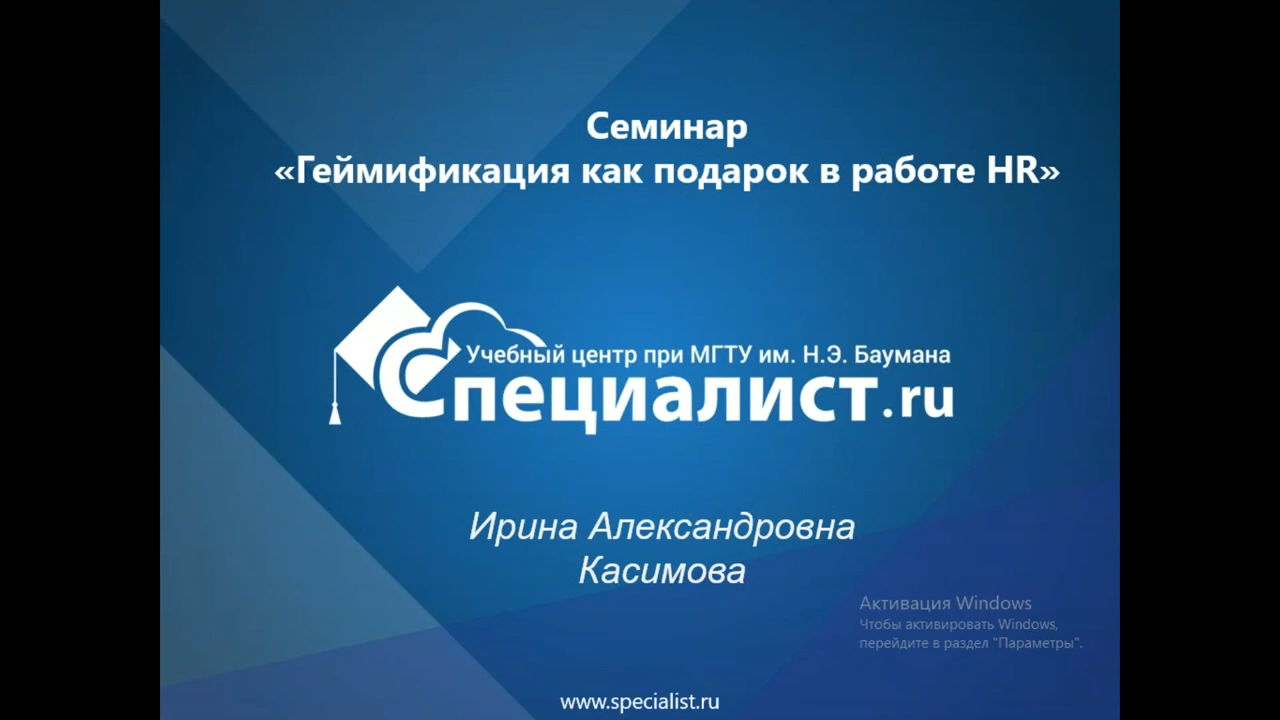 Семинар
«Геймификация как подарок в работе HR»
Учебный центр при МГТУ им. Н.Э. Баумана
Специалист.ru
Ирина Александровна
Касимова
Активация Windows
Чтобы активировать Windows,
перейдите в раздел "Параметры".
www.specialist.ru